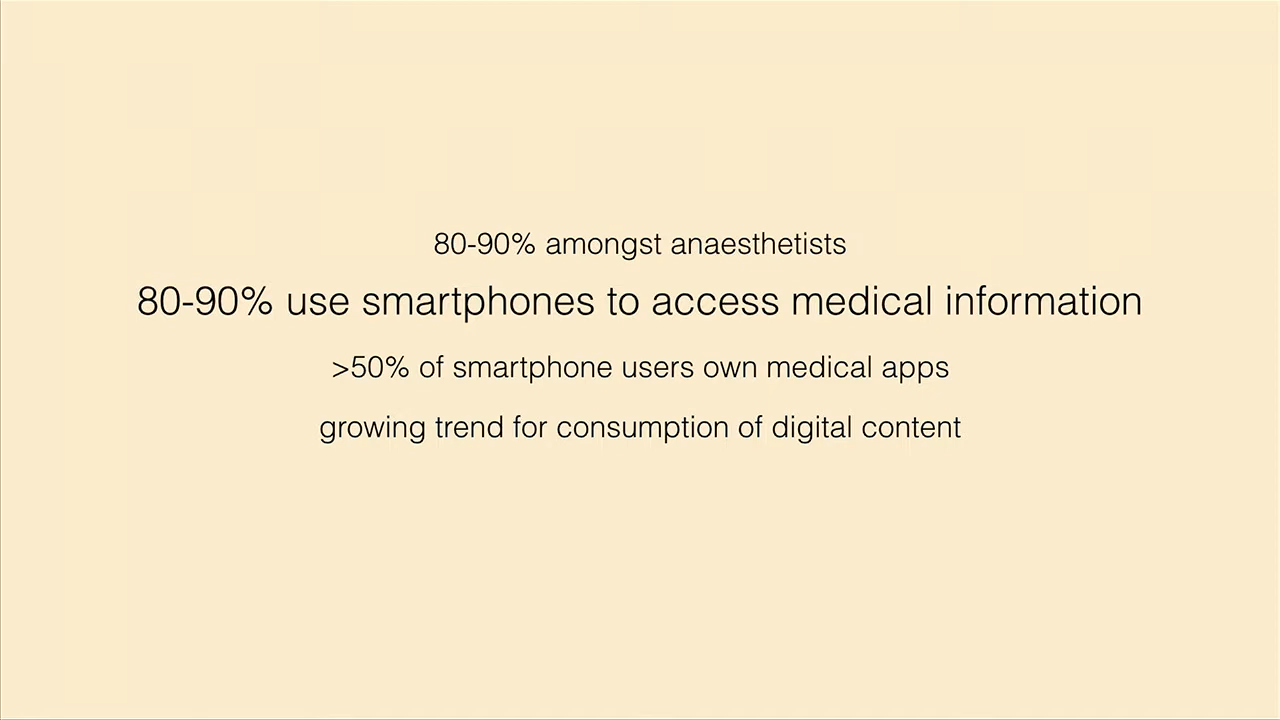 80-90% amongst anaesthetists
80-90% use smartphones to access medical information
>50% of smartphone users own medical apps
growing trend for consumption of digital content